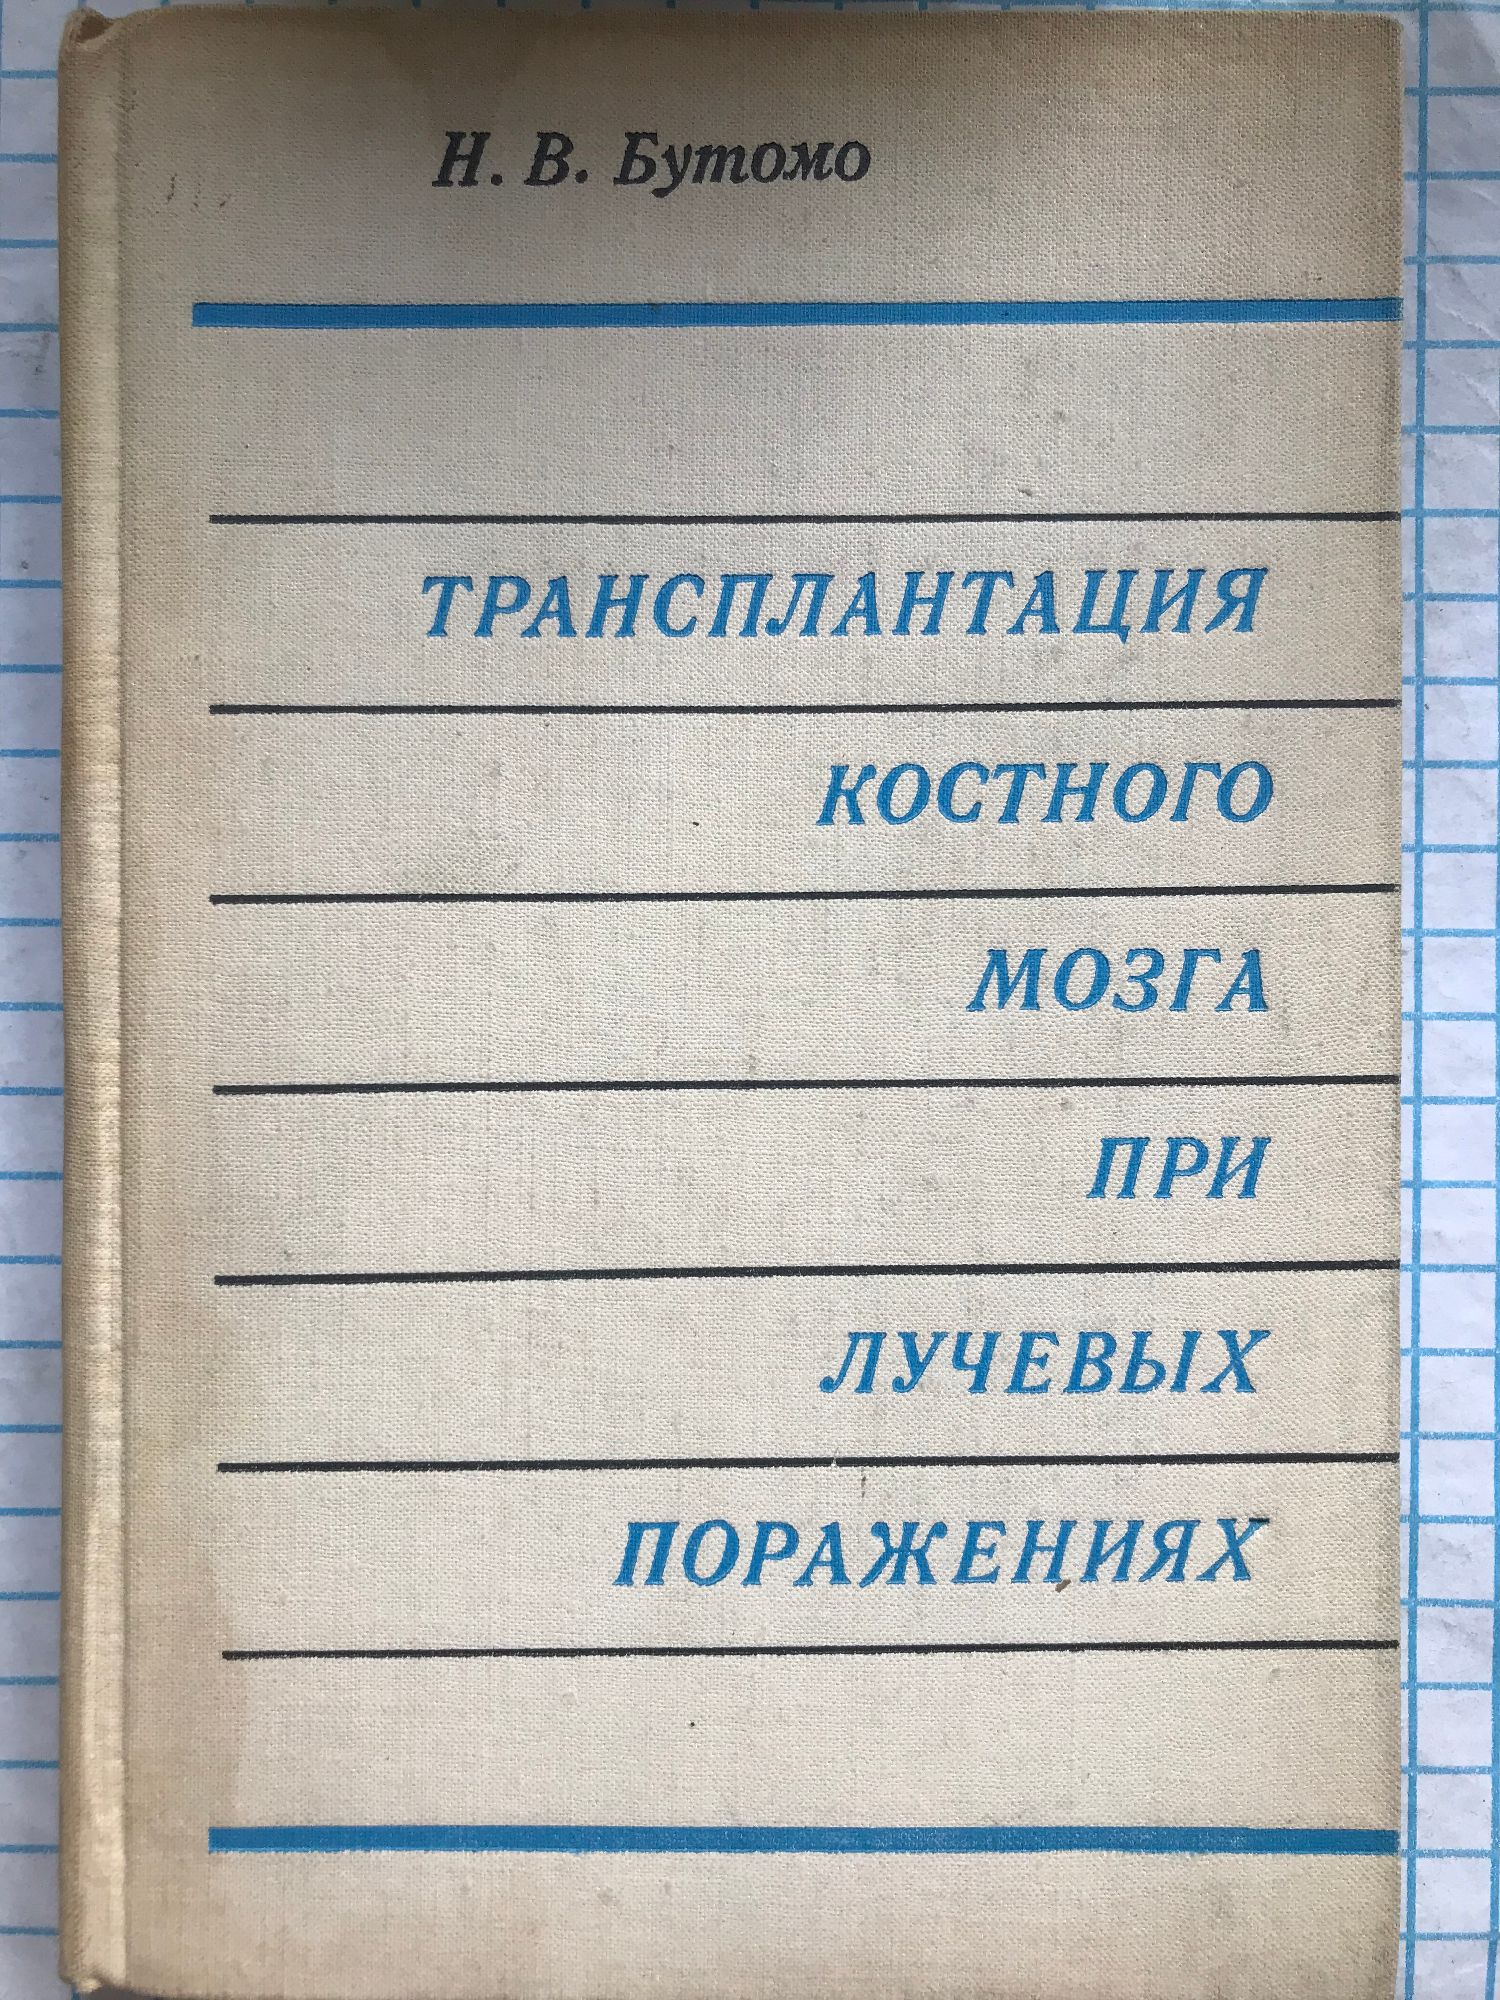 Н. В. Бутомо
ТРАНСПЛАНТАЦИЯ
КОСТНОГО
МОЗГА
ПРИ
ЛУЧЕВЫХ
ПОРАЖЕНИЯХ